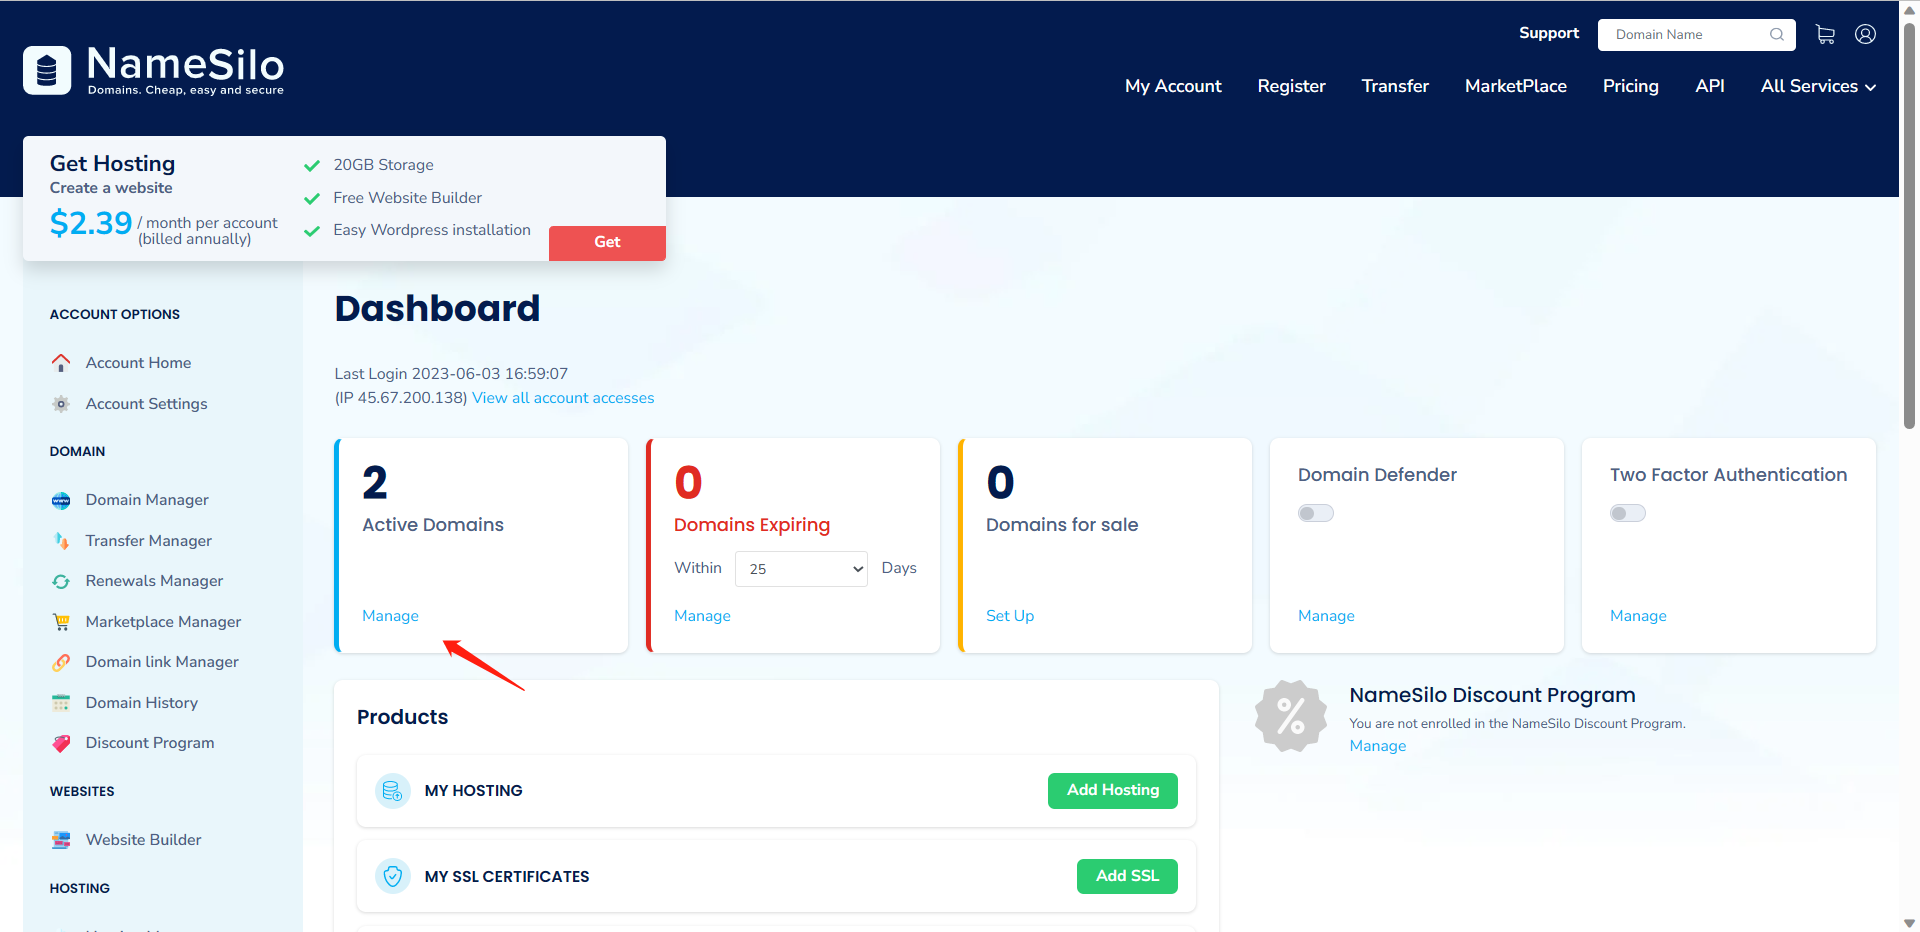 Support
Domain Name
NameSilo
Domains. Cheap, easy and secure
My Account
Register
Transfer
MarketPlace
Pricing
API
All Services
Get Hosting
Create a website
$2.39 / month per account
(billed annually)
20GB Storage
Free Website Builder
Easy Wordpress installation
Get
ACCOUNT OPTIONS
Account Home
Account Settings
DOMAIN
www
Domain Manager
Transfer Manager
Renewals Manager
Marketplace Manager
Domain link Manager
Domain History
Discount Program
WEBSITES
Website Builder
HOSTING
Dashboard
Last Login 2023-06-03 16:59:07
(IP 45.67.200.138) View all account accesses
2
Active Domains
Manage
0
Domains Expiring
Within 25 Days
Manage
0
Domains for sale
Set Up
Domain Defender
Manage
Two Factor Authentication
Manage
Products
MY HOSTING
Add Hosting
MY SSL CERTIFICATES
Add SSL
%
NameSilo Discount Program
You are not enrolled in the NameSilo Discount Program.
Manage